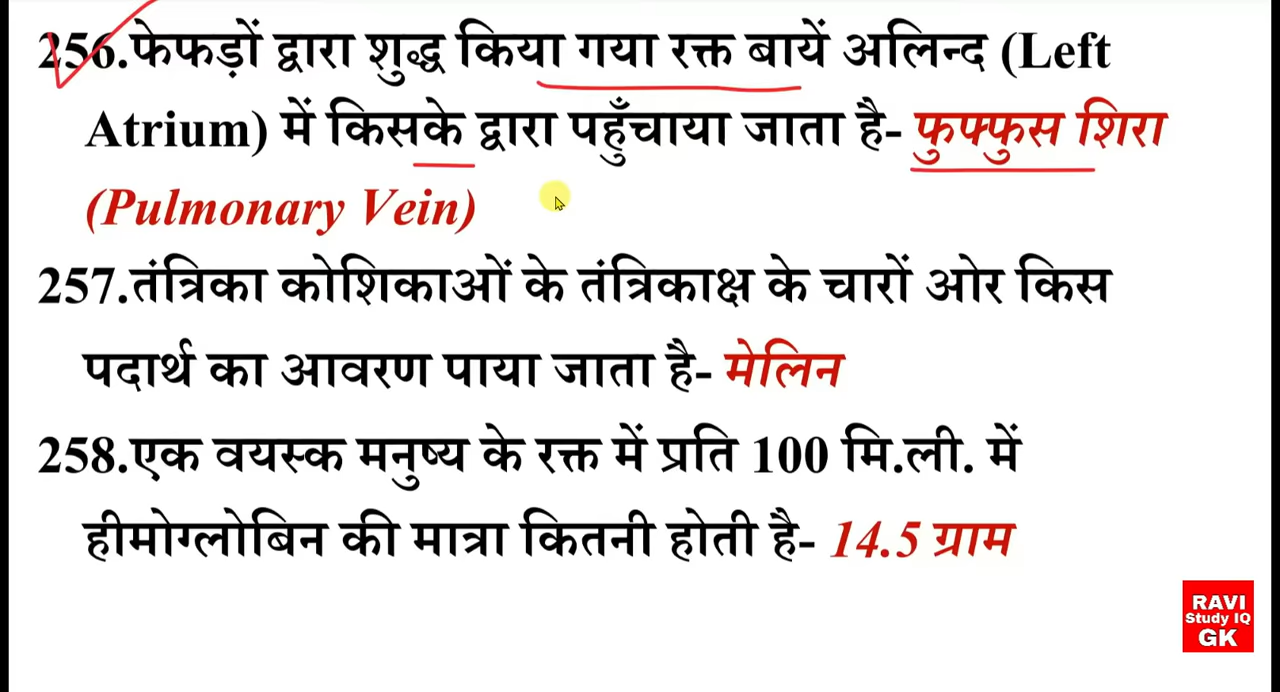 256.फेफड़ों द्वारा शुद्ध किया गया रक्त बायें अलिन्द (Left
Atrium) में किसके द्वारा पहुँचाया जाता है- फुफ्फुस शिरा
(Pulmonary Vein)
257.तंत्रिका कोशिकाओं के तंत्रिकाक्ष के चारों ओर किस
पदार्थ का आवरण पाया जाता है- मेलिन
258.एक वयस्क मनुष्य के रक्त में प्रति 100 मि.ली. में
हीमोग्लोबिन की मात्रा कितनी होती है- 14.5 ग्राम
RAVI
Study IQ
GK